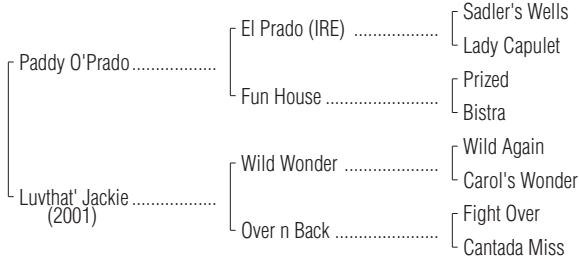 Sadler's Wells
El Prado (IRE) ..................
Lady Capulet
Paddy O'Prado..................
Prized
Fun House ........................
Bistra
Wild Again
Wild Wonder ....................
Carol's Wonder
Luvthat' Jackie..................
(2001)
Fight Over
Over n Back ......................
Cantada Miss